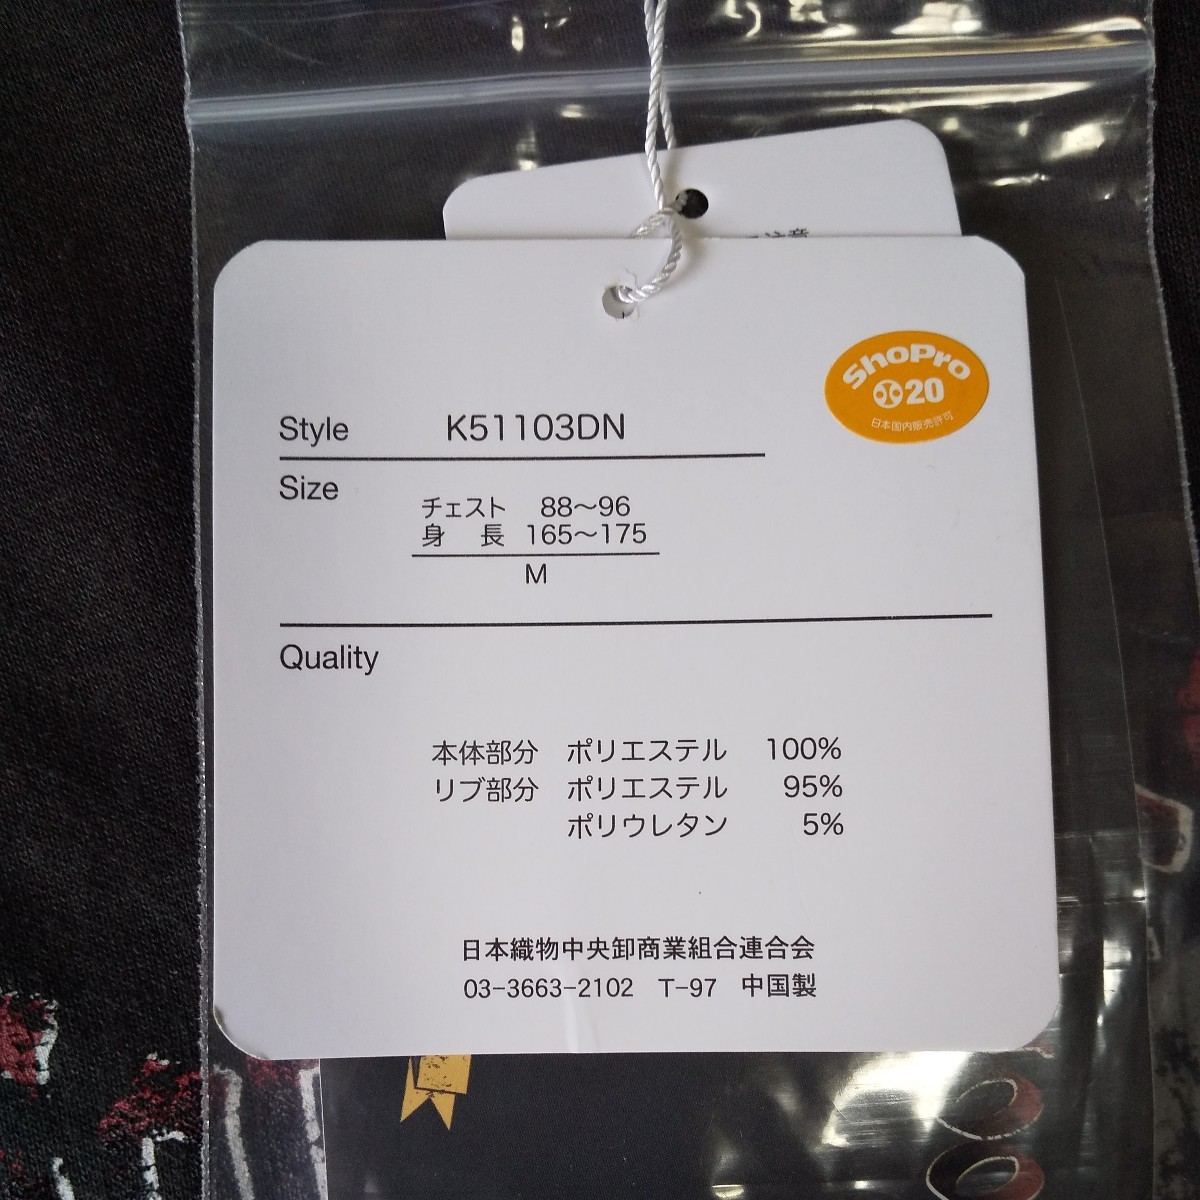 注意
ShoPro
20
日本国内販売許可
Style K51103DN
Size
チェスト 88〜96
身 長 165〜175
M
Quality
本体部分 ポリエステル 100%
リブ部分 ポリエステル 95%
ポリウレタン 5%
日本織物中央卸商業組合連合会
03-3663-2102 T-97 中国製